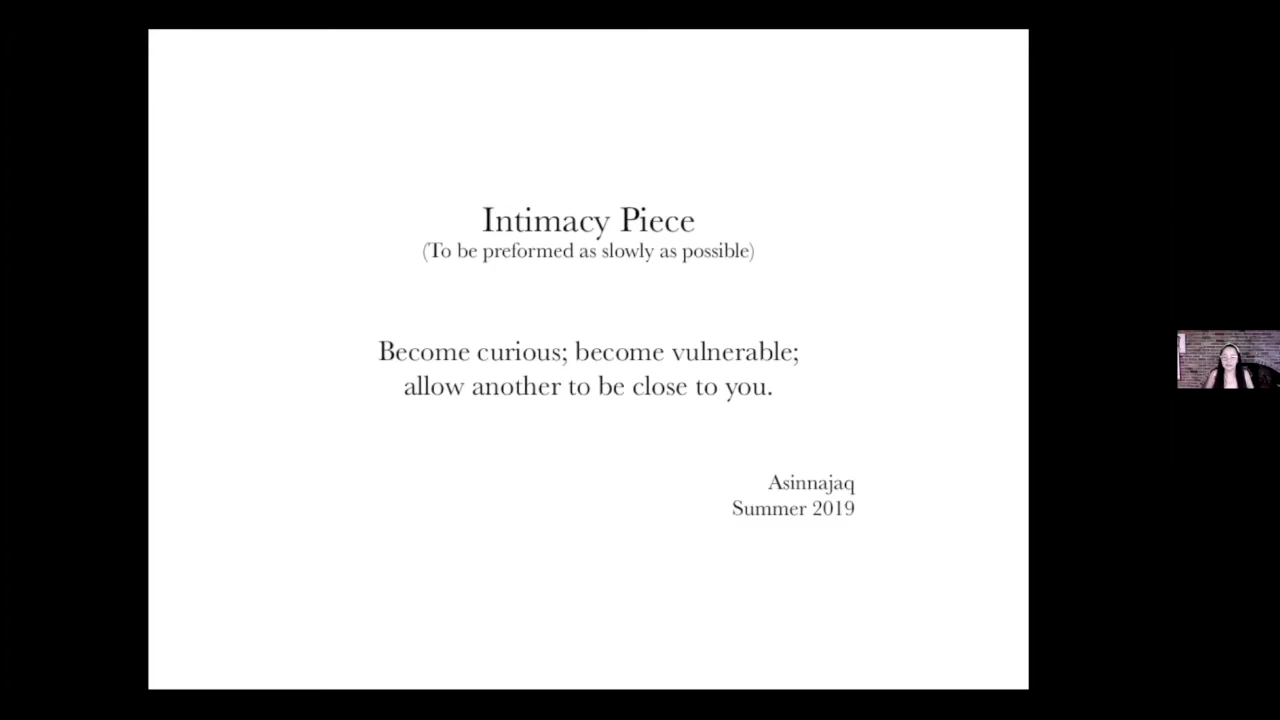 Intimacy Piece
(To be preformed as slowly as possible)
Become curious; become vulnerable;
allow another to be close to you.
Asinnajaq
Summer 2019